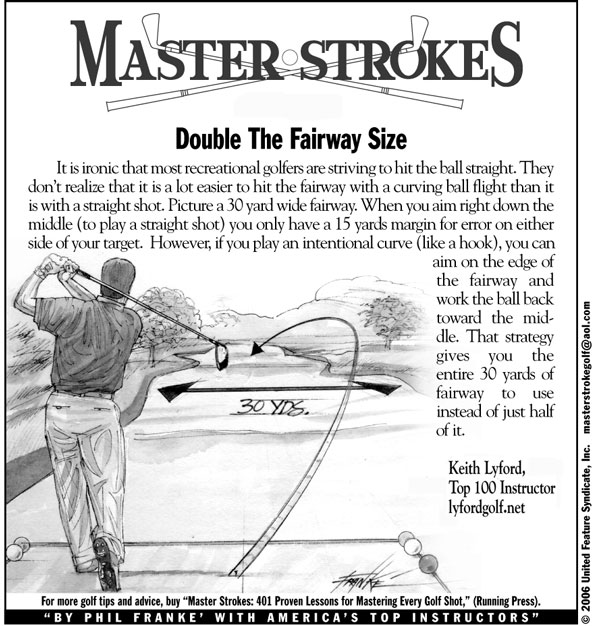 MASTER STROKES
Double The Fairway Size
It is ironic that most recreational golfers are striving to hit the ball straight. They
don't realize that it is a lot easier to hit the fairway with a curving ball flight than it
is with a straight shot. Picture a 30 yard wide fairway. When you aim right down the
middle (to play a straight shot) you only have a 15 yards margin for error on either
side of your target. However, if you play an intentional curve (like a hook), you can
aim on the edge of
the fairway and
work the ball back
toward the mid-
dle. That strategy
gives you the
entire 30 yards of
fairway to use
instead of just half
of it.
30 YDS.
Keith Lyford,
Top 100 Instructor
lyfordgolf.net
FRANKE
For more golf tips and advice, buy "Master Strokes: 401 Proven Lessons for Mastering Every Golf Shot," (Running Press).
"BY PHIL FRANKE' WITH AMERICA'S TOP INSTRUCTORS"
© 2006 United Feature Syndicate, Inc. masterstrokegolf@aol.com